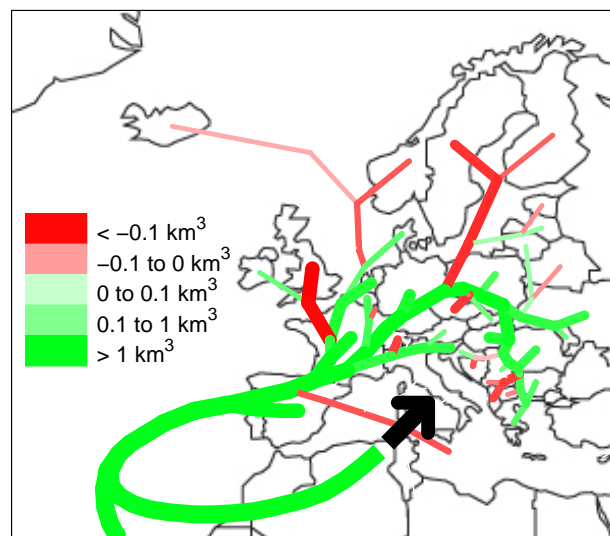 < −0.1 km³
−0.1 to 0 km³
0 to 0.1 km³
0.1 to 1 km³
> 1 km³